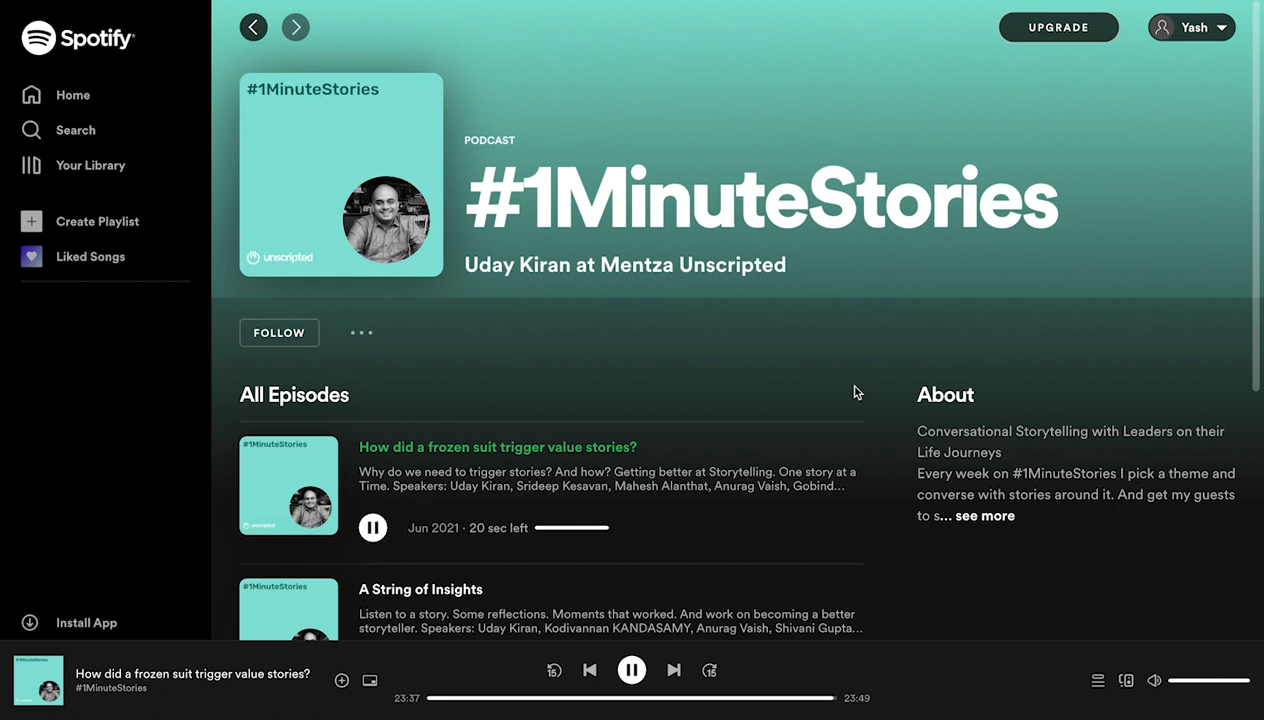 Spotify
Home
Search
Your Library
Create Playlist
Liked Songs
Install App
UPGRADE
Yash
#1MinuteStories
unscripted
PODCAST
#1MinuteStories
Uday Kiran at Mentza Unscripted
FOLLOW
All Episodes
#1MinuteStories
unscripted
How did a frozen suit trigger value stories?
Why do we need to trigger stories? And how? Getting better at Storytelling. One story at a
Time. Speakers: Uday Kiran, Srideep Kesavan, Mahesh Alanthat, Anurag Vaish, Gobind...
Jun 2021 · 20 sec left
#1MinuteStories
A String of Insights
Listen to a story. Some reflections. Moments that worked. And work on becoming a better
storyteller. Speakers: Uday Kiran, Kodivannan KANDASAMY, Anurag Vaish, Shivani Gupta...
About
Conversational Storytelling with Leaders on their
Life Journeys
Every week on #1MinuteStories I pick a theme and
converse with stories around it. And get my guests
to s... see more
How did a frozen suit trigger value stories?
#1MinuteStories
15
15
23:37
23:49